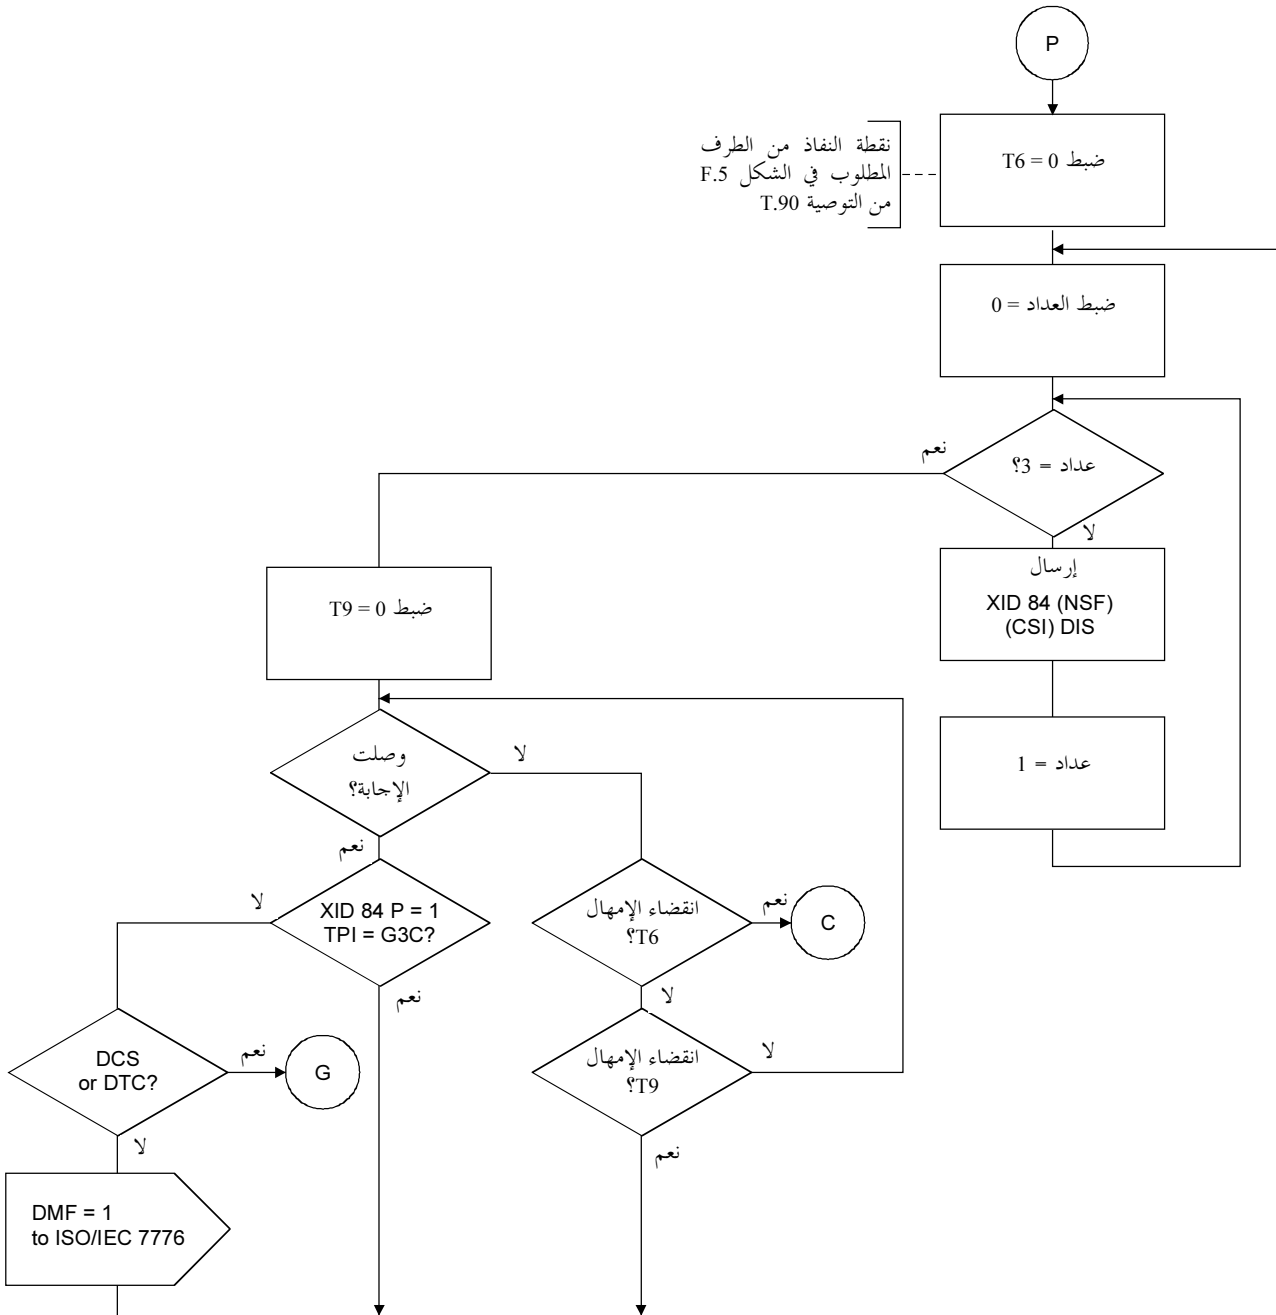 P
ضبط T6 = 0
نقطة النفاذ من الطرف
المطلوب في الشكل F.5
من التوصية T.90
ضبط العداد = 0
عداد = 3؟
نعم
لا
إرسال
XID 84 (NSF)
(CSI) DIS
عداد = 1
ضبط T9 = 0
وصلت
الإجابة؟
لا
نعم
XID 84 P = 1
TPI = G3C?
لا
نعم
انقضاء الإمهال
T6؟
نعم
C
لا
DCS
or DTC?
نعم
G
لا
انقضاء الإمهال
T9؟
لا
نعم
DMF = 1
to ISO/IEC 7776